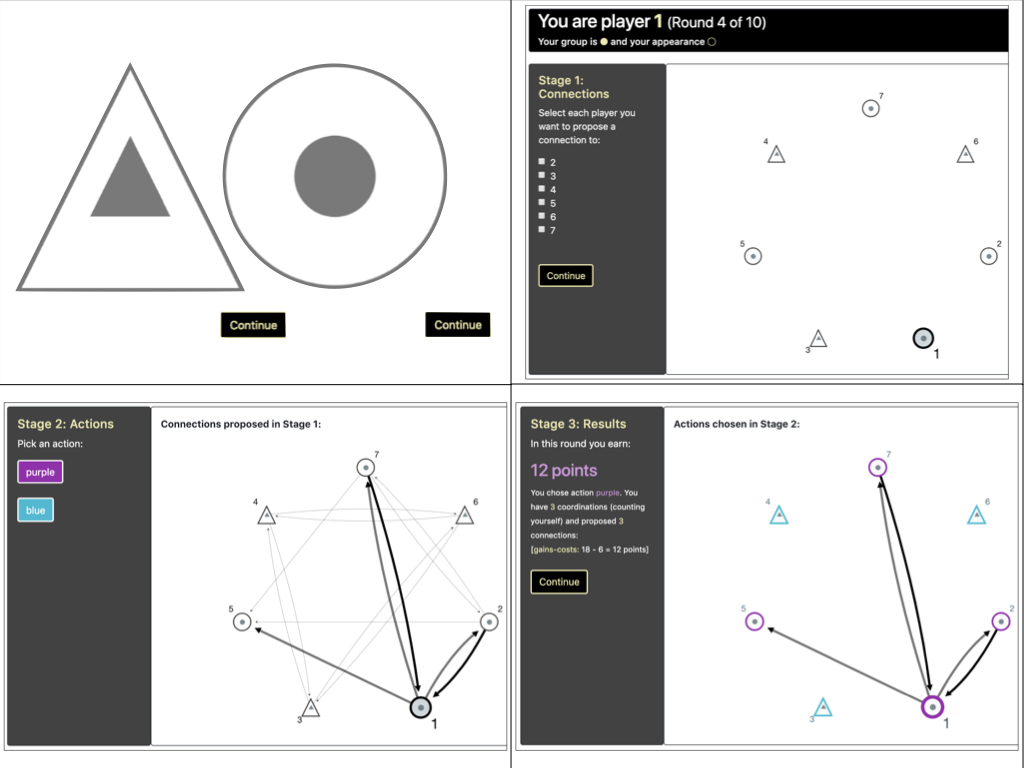 Continue
Continue
You are player 1 (Round 4 of 10)
Your group is and your appearance
Stage 1:
Connections
Select each player you
want to propose a
connection to:
2
3
4
5
6
7
Continue
7
4
6
5
2
3
1
Stage 2: Actions
Pick an action:
purple
blue
Connections proposed in Stage 1:
7
4
6
5
2
3
1
Stage 3: Results
In this round you earn:
12 points
You chose action purple. You
have 3 coordinations (counting
yourself) and proposed 3
connections:
[gains-costs: 18 - 6 = 12 points]
Continue
Actions chosen in Stage 2:
7
4
6
5
2
3
1